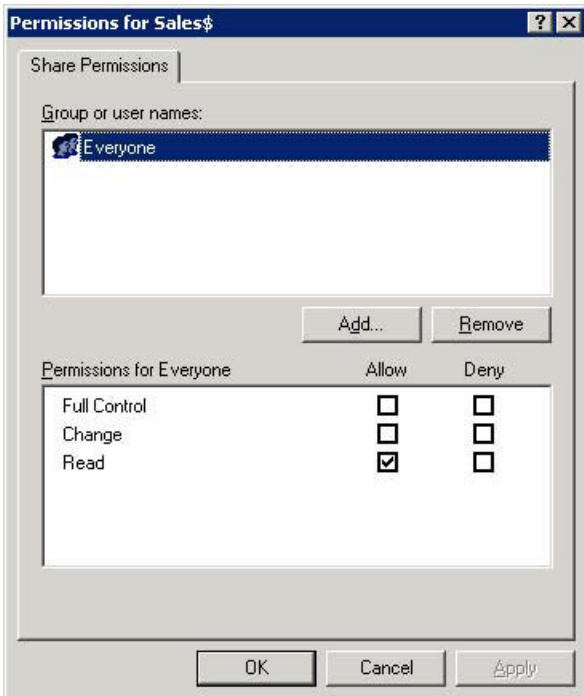 Permissions for Sales$
Share Permissions
Group or user names:
Everyone
Add... Remove
Permissions for Everyone Allow Deny
Full Control
Change
Read
OK Cancel Apply